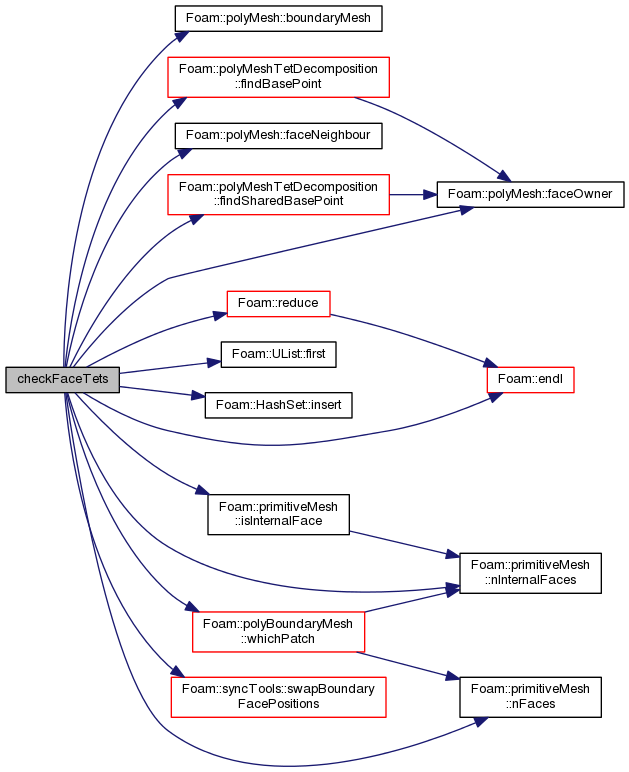 Foam::polyMesh::boundaryMesh
Foam::polyMeshTetDecomposition
::findBasePoint
Foam::polyMesh::faceNeighbour
Foam::polyMeshTetDecomposition
::findSharedBasePoint
Foam::polyMesh::faceOwner
Foam::reduce
Foam::UList::first
checkFaceTets
Foam::endl
Foam::HashSet::insert
Foam::primitiveMesh
::isInternalFace
Foam::primitiveMesh
::nInternalFaces
Foam::polyBoundaryMesh
::whichPatch
Foam::syncTools::swapBoundary
FacePositions
Foam::primitiveMesh
::nFaces